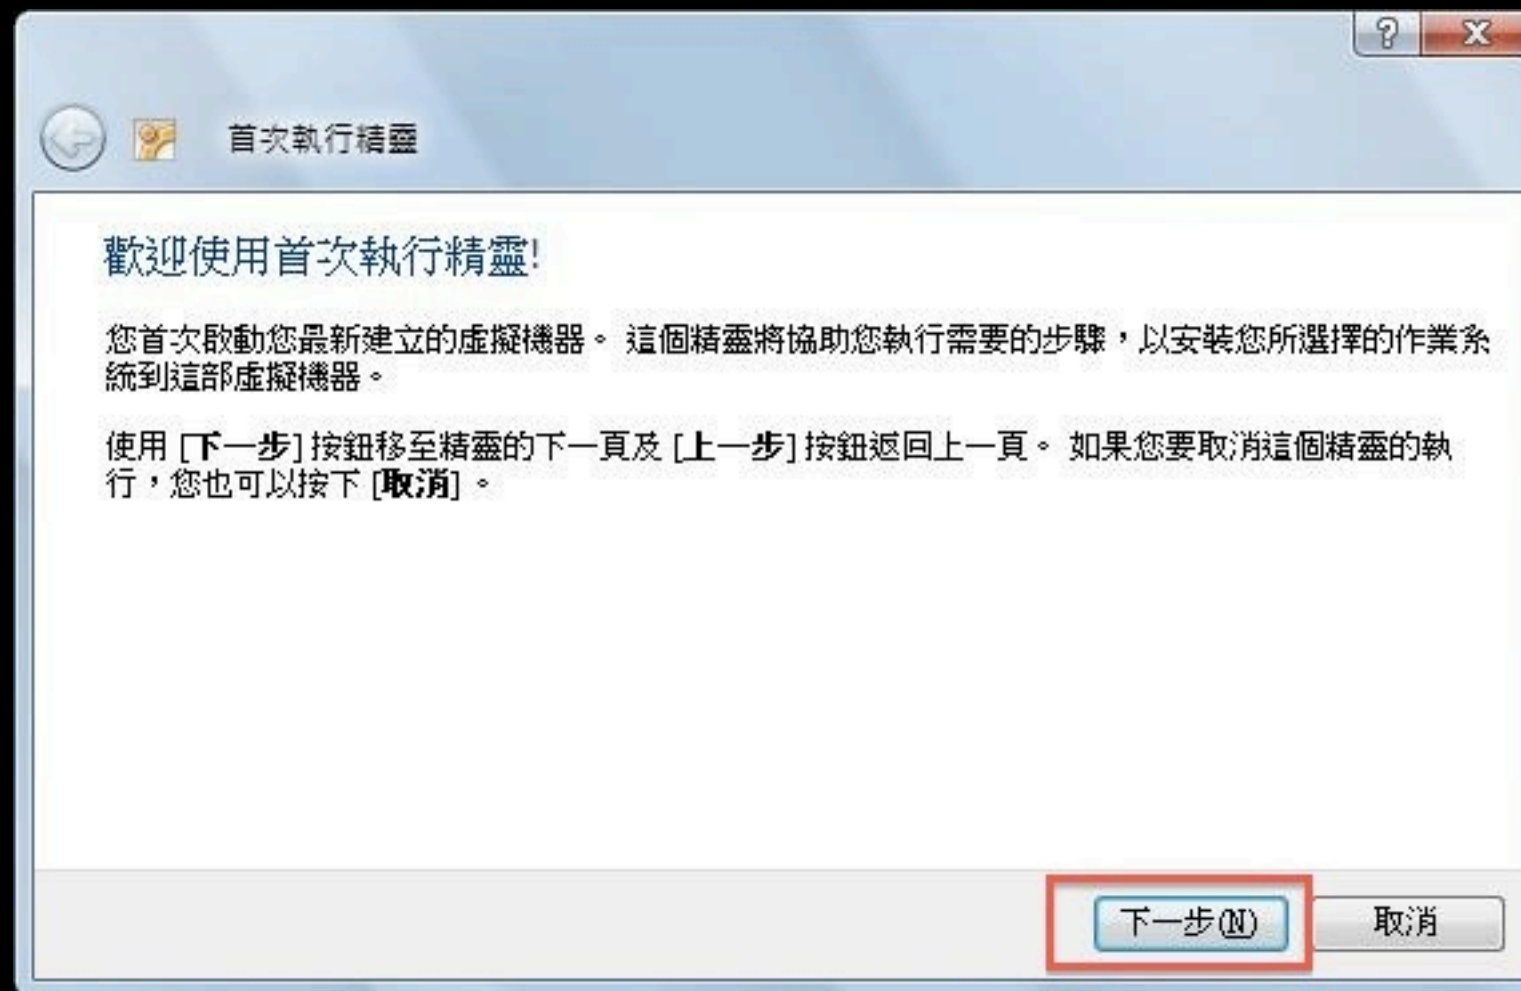 首次執行精靈
歡迎使用首次執行精靈!
您首次啟動您最新建立的虛擬機器。 這個精靈將協助您執行需要的步驟，以安裝您所選擇的作業系
統到這部虛擬機器。
使用 [下一步] 按鈕移至精靈的下一頁及 [上一步] 按鈕返回上一頁。 如果您要取消這個精靈的執
行，您也可以按下 [取消]。
下一步(N) 取消